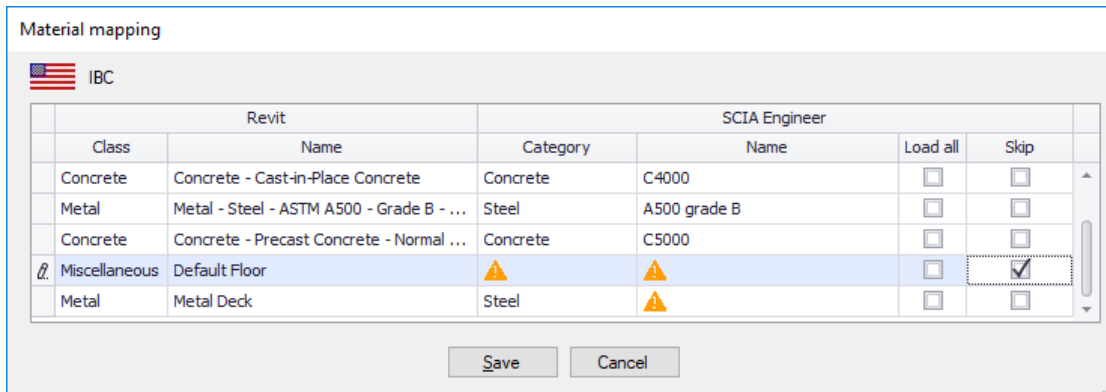 Material mapping
IBC
Revit SCIA Engineer
Class Name Category Name Load all Skip
Concrete Concrete - Cast-in-Place Concrete Concrete C4000
Metal Metal - Steel - ASTM A500 - Grade B - ... Steel A500 grade B
Concrete Concrete - Precast Concrete - Normal ... Concrete C5000
Miscellaneous Default Floor
Metal Metal Deck Steel
Save Cancel